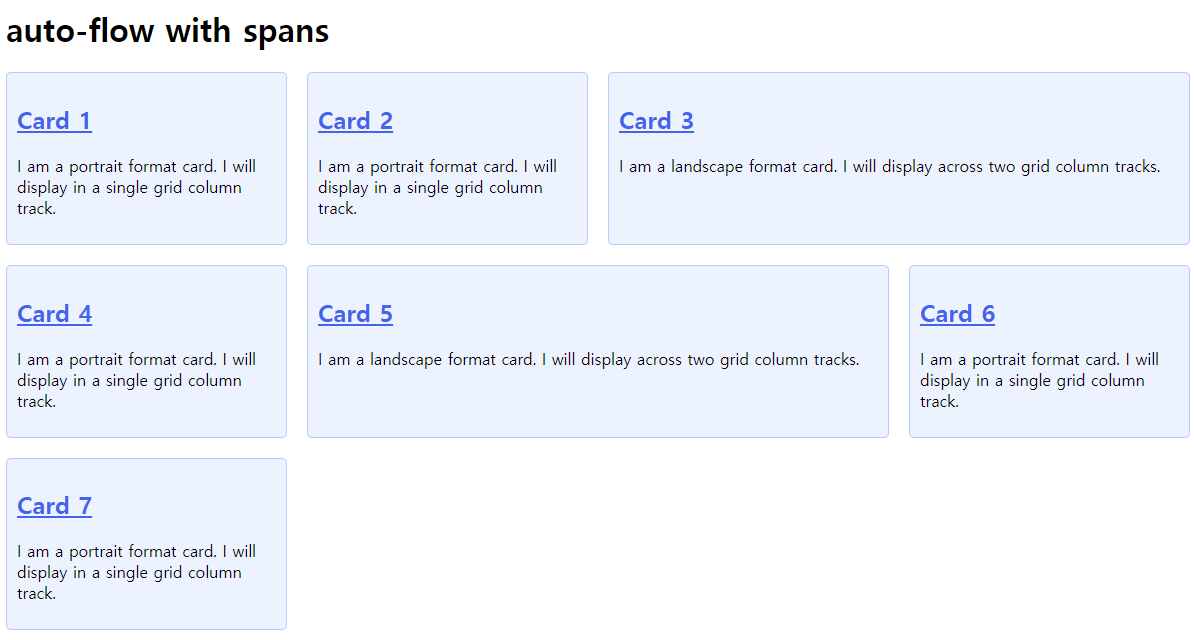 auto-flow with spans
Card 1
I am a portrait format card. I will
display in a single grid column
track.
Card 2
I am a portrait format card. I will
display in a single grid column
track.
Card 3
I am a landscape format card. I will display across two grid column tracks.
Card 4
I am a portrait format card. I will
display in a single grid column
track.
Card 5
I am a landscape format card. I will display across two grid column tracks.
Card 6
I am a portrait format card. I will
display in a single grid column
track.
Card 7
I am a portrait format card. I will
display in a single grid column
track.